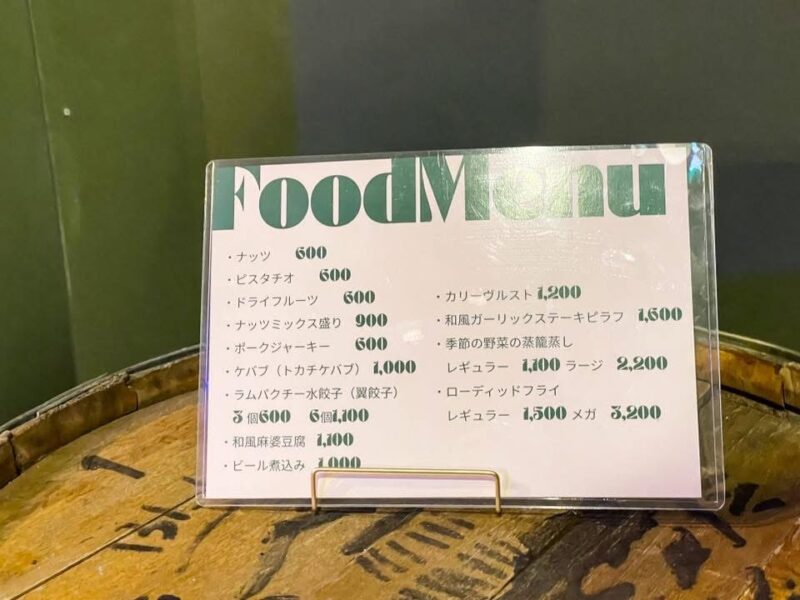 FoodMenu
・ナッツ 600
・ピスタチオ 600
・ドライフルーツ 600
・ナッツミックス盛り 900
・ポークジャーキー 600
・ケバブ（トカチケバブ） 1,000
・ラムパクチー水餃子（翼餃子）
3個600 6個1,100
・和風麻婆豆腐 1,100
・ビール煮込み 1,000
・カリーヴルスト 1,200
・和風ガーリックステーキピラフ 1,600
・季節の野菜の蒸籠蒸し
レギュラー 1,100 ラージ 2,200
・ローディッドフライ
レギュラー 1,500 メガ 3,200